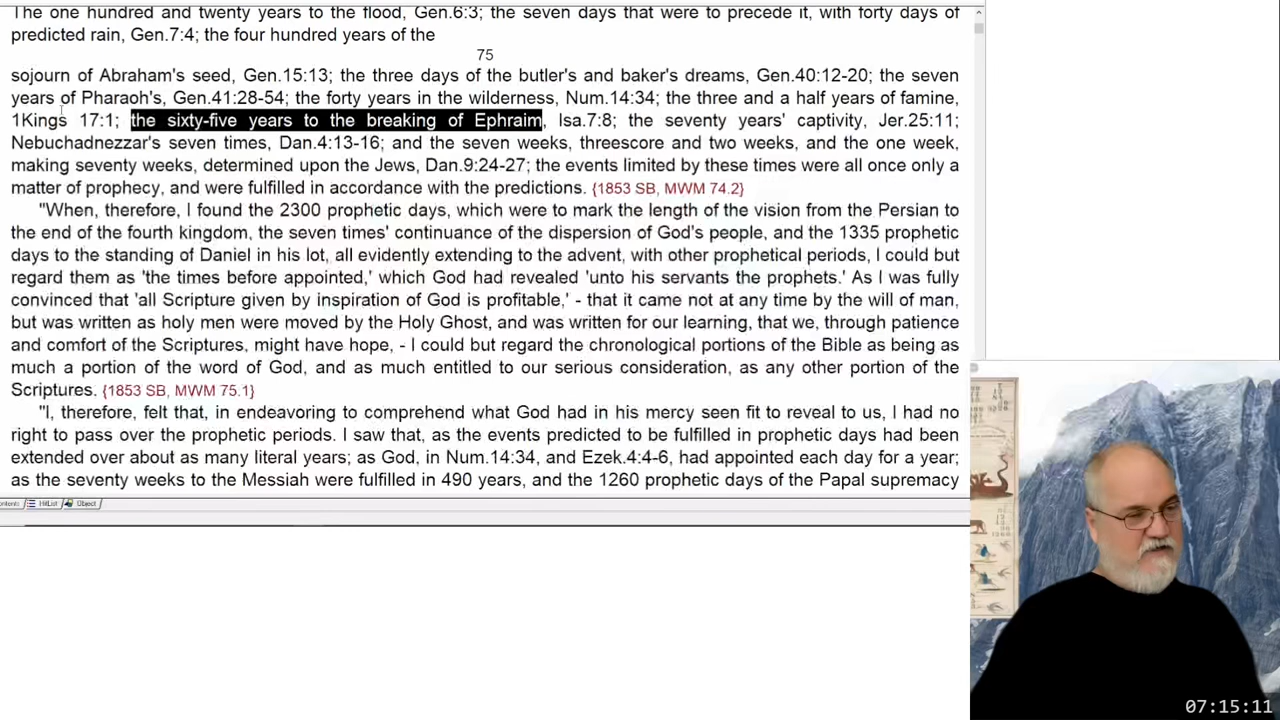 The one hundred and twenty years to the flood, Gen.6:3; the seven days that were to precede it, with forty days of
predicted rain, Gen.7:4; the four hundred years of the
75
sojourn of Abraham's seed, Gen.15:13; the three days of the butler's and baker's dreams, Gen.40:12-20; the seven
years of Pharaoh's, Gen.41:28-54; the forty years in the wilderness, Num.14:34; the three and a half years of famine,
1Kings 17:1; the sixty-five years to the breaking of Ephraim, Isa.7:8; the seventy years' captivity, Jer.25:11;
Nebuchadnezzar's seven times, Dan.4:13-16; and the seven weeks, threescore and two weeks, and the one week,
making seventy weeks, determined upon the Jews, Dan.9:24-27; the events limited by these times were all once only a
matter of prophecy, and were fulfilled in accordance with the predictions. {1853 SB, MWM 74.2}
"When, therefore, I found the 2300 prophetic days, which were to mark the length of the vision from the Persian to
the end of the fourth kingdom, the seven times' continuance of the dispersion of God's people, and the 1335 prophetic
days to the standing of Daniel in his lot, all evidently extending to the advent, with other prophetical periods, I could but
regard them as 'the times before appointed,' which God had revealed 'unto his servants the prophets.' As I was fully
convinced that 'all Scripture given by inspiration of God is profitable,' - that it came not at any time by the will of man,
but was written as holy men were moved by the Holy Ghost, and was written for our learning, that we, through patience
and comfort of the Scriptures, might have hope, - I could but regard the chronological portions of the Bible as being as
much a portion of the word of God, and as much entitled to our serious consideration, as any other portion of the
Scriptures. {1853 SB, MWM 75.1}
"I, therefore, felt that, in endeavoring to comprehend what God had in his mercy seen fit to reveal to us, I had no
right to pass over the prophetic periods. I saw that, as the events predicted to be fulfilled in prophetic days had been
extended over about as many literal years; as God, in Num.14:34, and Ezek.4:4-6, had appointed each day for a year;
as the seventy weeks to the Messiah were fulfilled in 490 years, and the 1260 prophetic days of the Papal supremacy
ontents HitList Object
07:15:11